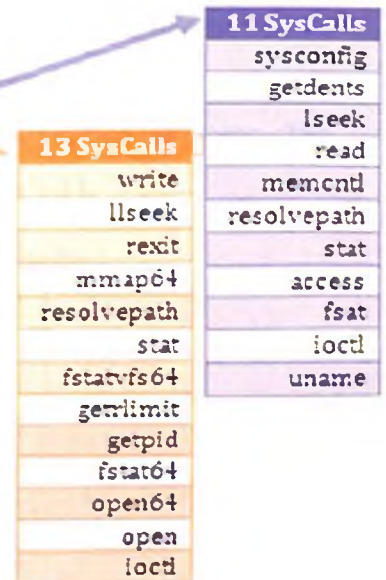 11 SysCalls
sysconfig
getdents
lseek
read
memcntl
resolvepath
stat
access
fsat
ioctl
uname
13 SysCalls
write
llseek
rexit
mmap64
resolvepath
stat
fstatvfs64
getrlimit
getpid
fstat64
open64
open
ioctl